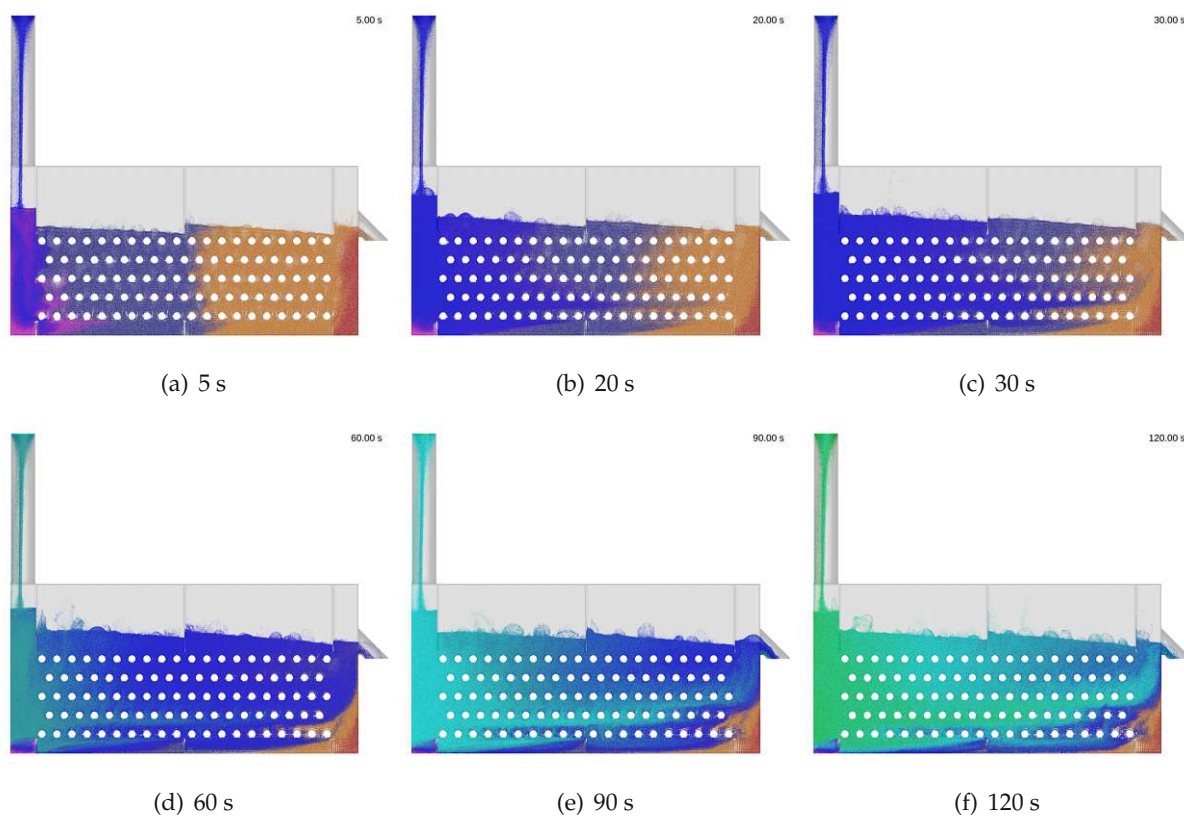 5.00 s
20.00 s
30.00 s
(a) 5 s
(b) 20 s
(c) 30 s
60.00 s
90.00 s
120.00 s
(d) 60 s
(e) 90 s
(f) 120 s